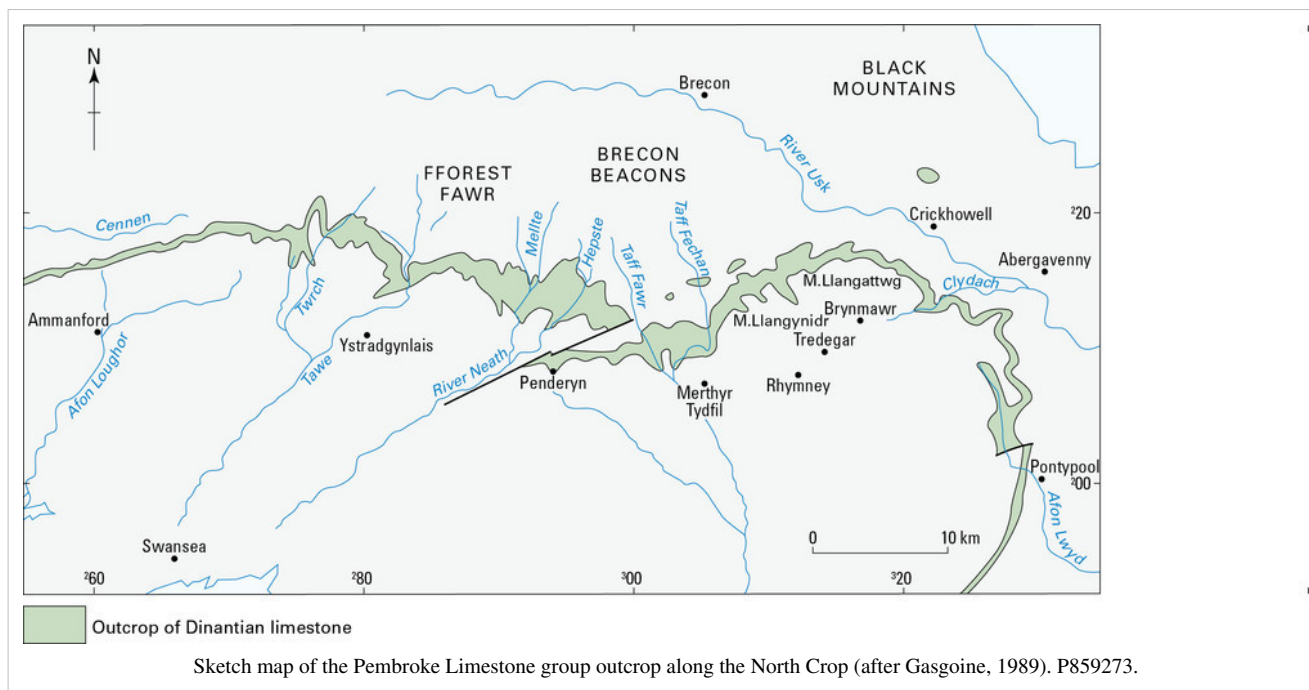 N
BLACK
MOUNTAINS
Brecon
BRECON
BEACONS
FFOREST
FAWR
River Usk
Cennen
Crickhowell
²20
Mellte
Hepste
Taff Fawr
Taff Fechan
Abergavenny
Clydach
M.Llangattwg
Twrch
Ammanford
M.Llangynidr
Brynmawr
Tredegar
Ystradgynlais
Tawe
River Neath
Afon Loughor
Penderyn
Merthyr
Tydfil
Rhymney
Pontypool
²00
Afon Lwyd
0
10 km
Swansea
²60
²80
³00
³20
Outcrop of Dinantian limestone
Sketch map of the Pembroke Limestone group outcrop along the North Crop (after Gasgoine, 1989). P859273.